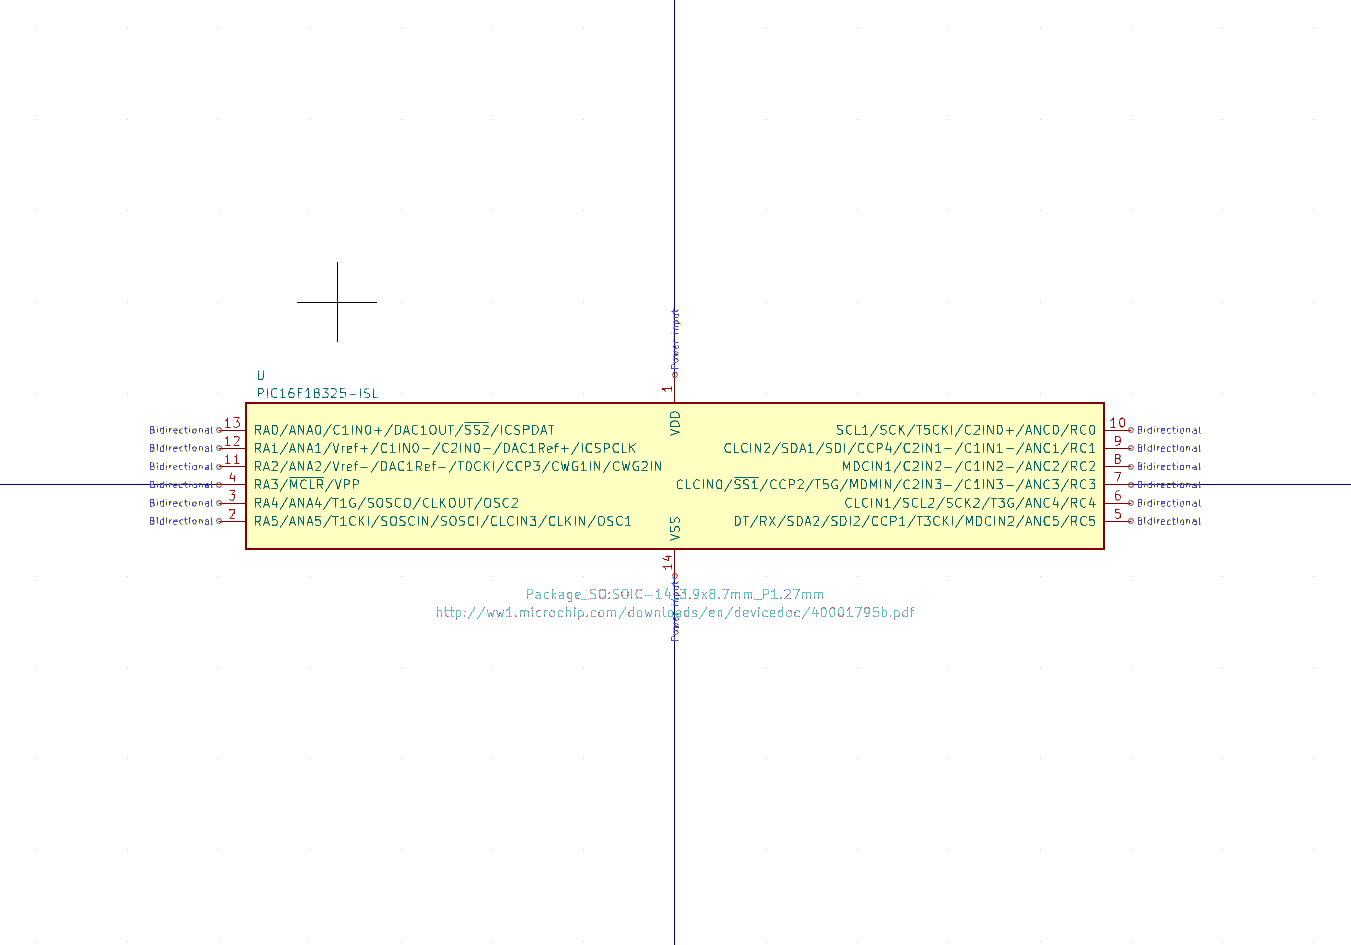 Power input
1
U
PIC16F18325-ISL
VDD
Bidirectional 13 RA0/ANA0/C1IN0+/DAC1OUT/SS2/ICSPDAT
SCL1/SCK/T5CKI/C2IN0+/ANC0/RC0 10 Bidirectional
Bidirectional 12 RA1/ANA1/Vref+/C1IN0-/C2IN0-/DAC1Ref+/ICSPCLK
CLCIN2/SDA1/SDI/CCP4/C2IN1-/C1IN1-/ANC1/RC1 9 Bidirectional
Bidirectional 11 RA2/ANA2/Vref-/DAC1Ref-/T0CKI/CCP3/CWG1IN/CWG2IN
MDCIN1/C2IN2-/C1IN2-/ANC2/RC2 8 Bidirectional
Bidirectional 4 RA3/MCLR/VPP
CLCIN0/SS1/CCP2/T5G/MDMIN/C2IN3-/C1IN3-/ANC3/RC3 7 Bidirectional
Bidirectional 3 RA4/ANA4/T1G/SOSCO/CLKOUT/OSC2
CLCIN1/SCL2/SCK2/T3G/ANC4/RC4 6 Bidirectional
Bidirectional 2 RA5/ANA5/T1CKI/SOSCIN/SOSCI/CLCIN3/CLKIN/OSC1
DT/RX/SDA2/SDI2/CCP1/T3CKI/MDCIN2/ANC5/RC5 5 Bidirectional
VSS
14
Package_SO:SOIC-14_3.9x8.7mm_P1.27mm
http://ww1.microchip.com/downloads/en/devicedoc/40001795b.pdf
Power input